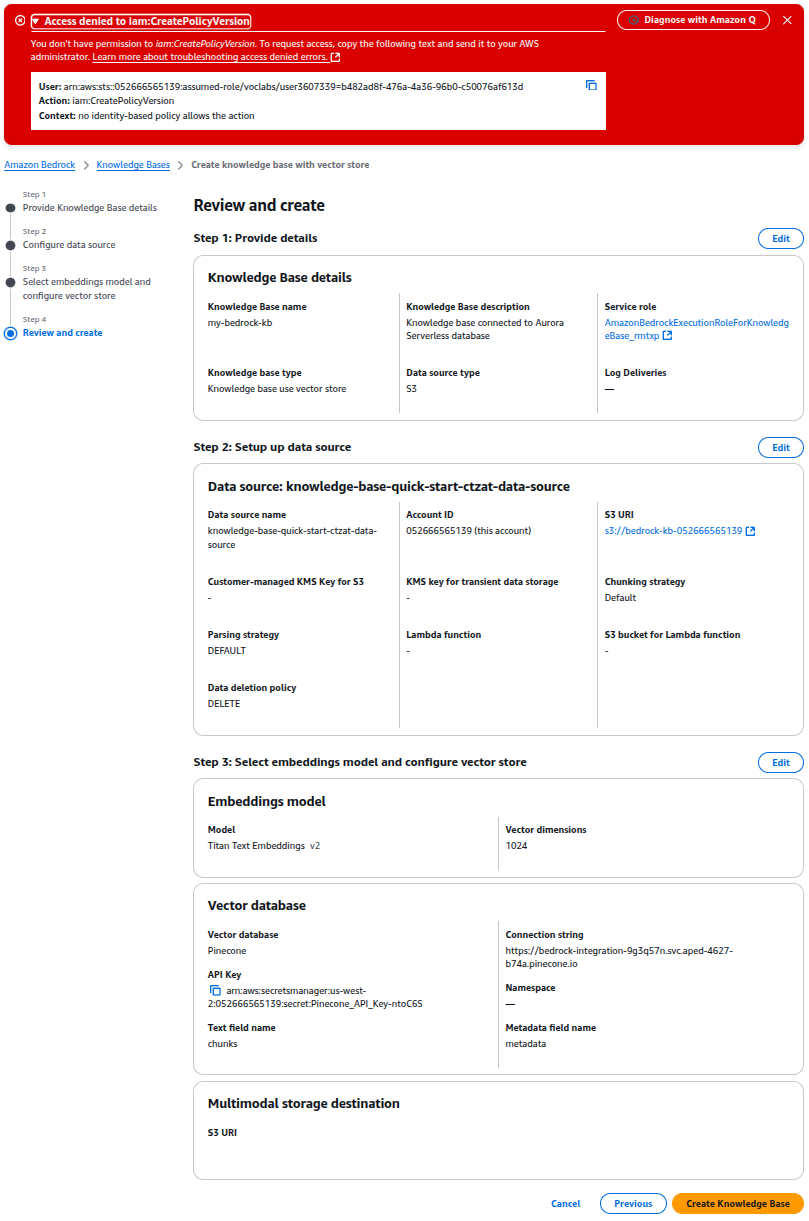 Access denied to iam:CreatePolicyVersion
Diagnose with Amazon Q
You don't have permission to iam:CreatePolicyVersion. To request access, copy the following text and send it to your AWS
administrator. Learn more about troubleshooting access denied errors.
User: arn:aws:sts::052666565139:assumed-role/voclabs/user3607339=b482ad8f-476a-4a36-96b0-c50076af613d
Action: iam:CreatePolicyVersion
Context: no identity-based policy allows the action
Amazon Bedrock > Knowledge Bases > Create knowledge base with vector store
Step 1
Provide Knowledge Base details
Step 2
Configure data source
Step 3
Select embeddings model and
configure vector store
Step 4
Review and create
Review and create
Step 1: Provide details
Edit
Knowledge Base details
Knowledge Base name
my-bedrock-kb
Knowledge Base description
Knowledge base connected to Aurora
Serverless database
Service role
AmazonBedrockExecutionRoleForKnowledg
eBase_rmtxp
Knowledge base type
Knowledge base use vector store
Data source type
S3
Log Deliveries
—
Step 2: Setup up data source
Edit
Data source: knowledge-base-quick-start-ctzat-data-source
Data source name
knowledge-base-quick-start-ctzat-data-
source
Account ID
052666565139 (this account)
S3 URI
s3://bedrock-kb-052666565139
Customer-managed KMS Key for S3
-
KMS key for transient data storage
-
Chunking strategy
Default
Parsing strategy
DEFAULT
Lambda function
-
S3 bucket for Lambda function
-
Data deletion policy
DELETE
Step 3: Select embeddings model and configure vector store
Edit
Embeddings model
Model
Titan Text Embeddings v2
Vector dimensions
1024
Vector database
Vector database
Pinecone
Connection string
https://bedrock-integration-9g3q57n.svc.aped-4627-
b74a.pinecone.io
API Key
arn:aws:secretsmanager:us-west-
2:052666565139:secret:Pinecone_API_Key-ntoC6S
Namespace
—
Text field name
chunks
Metadata field name
metadata
Multimodal storage destination
S3 URI
Cancel
Previous
Create Knowledge Base